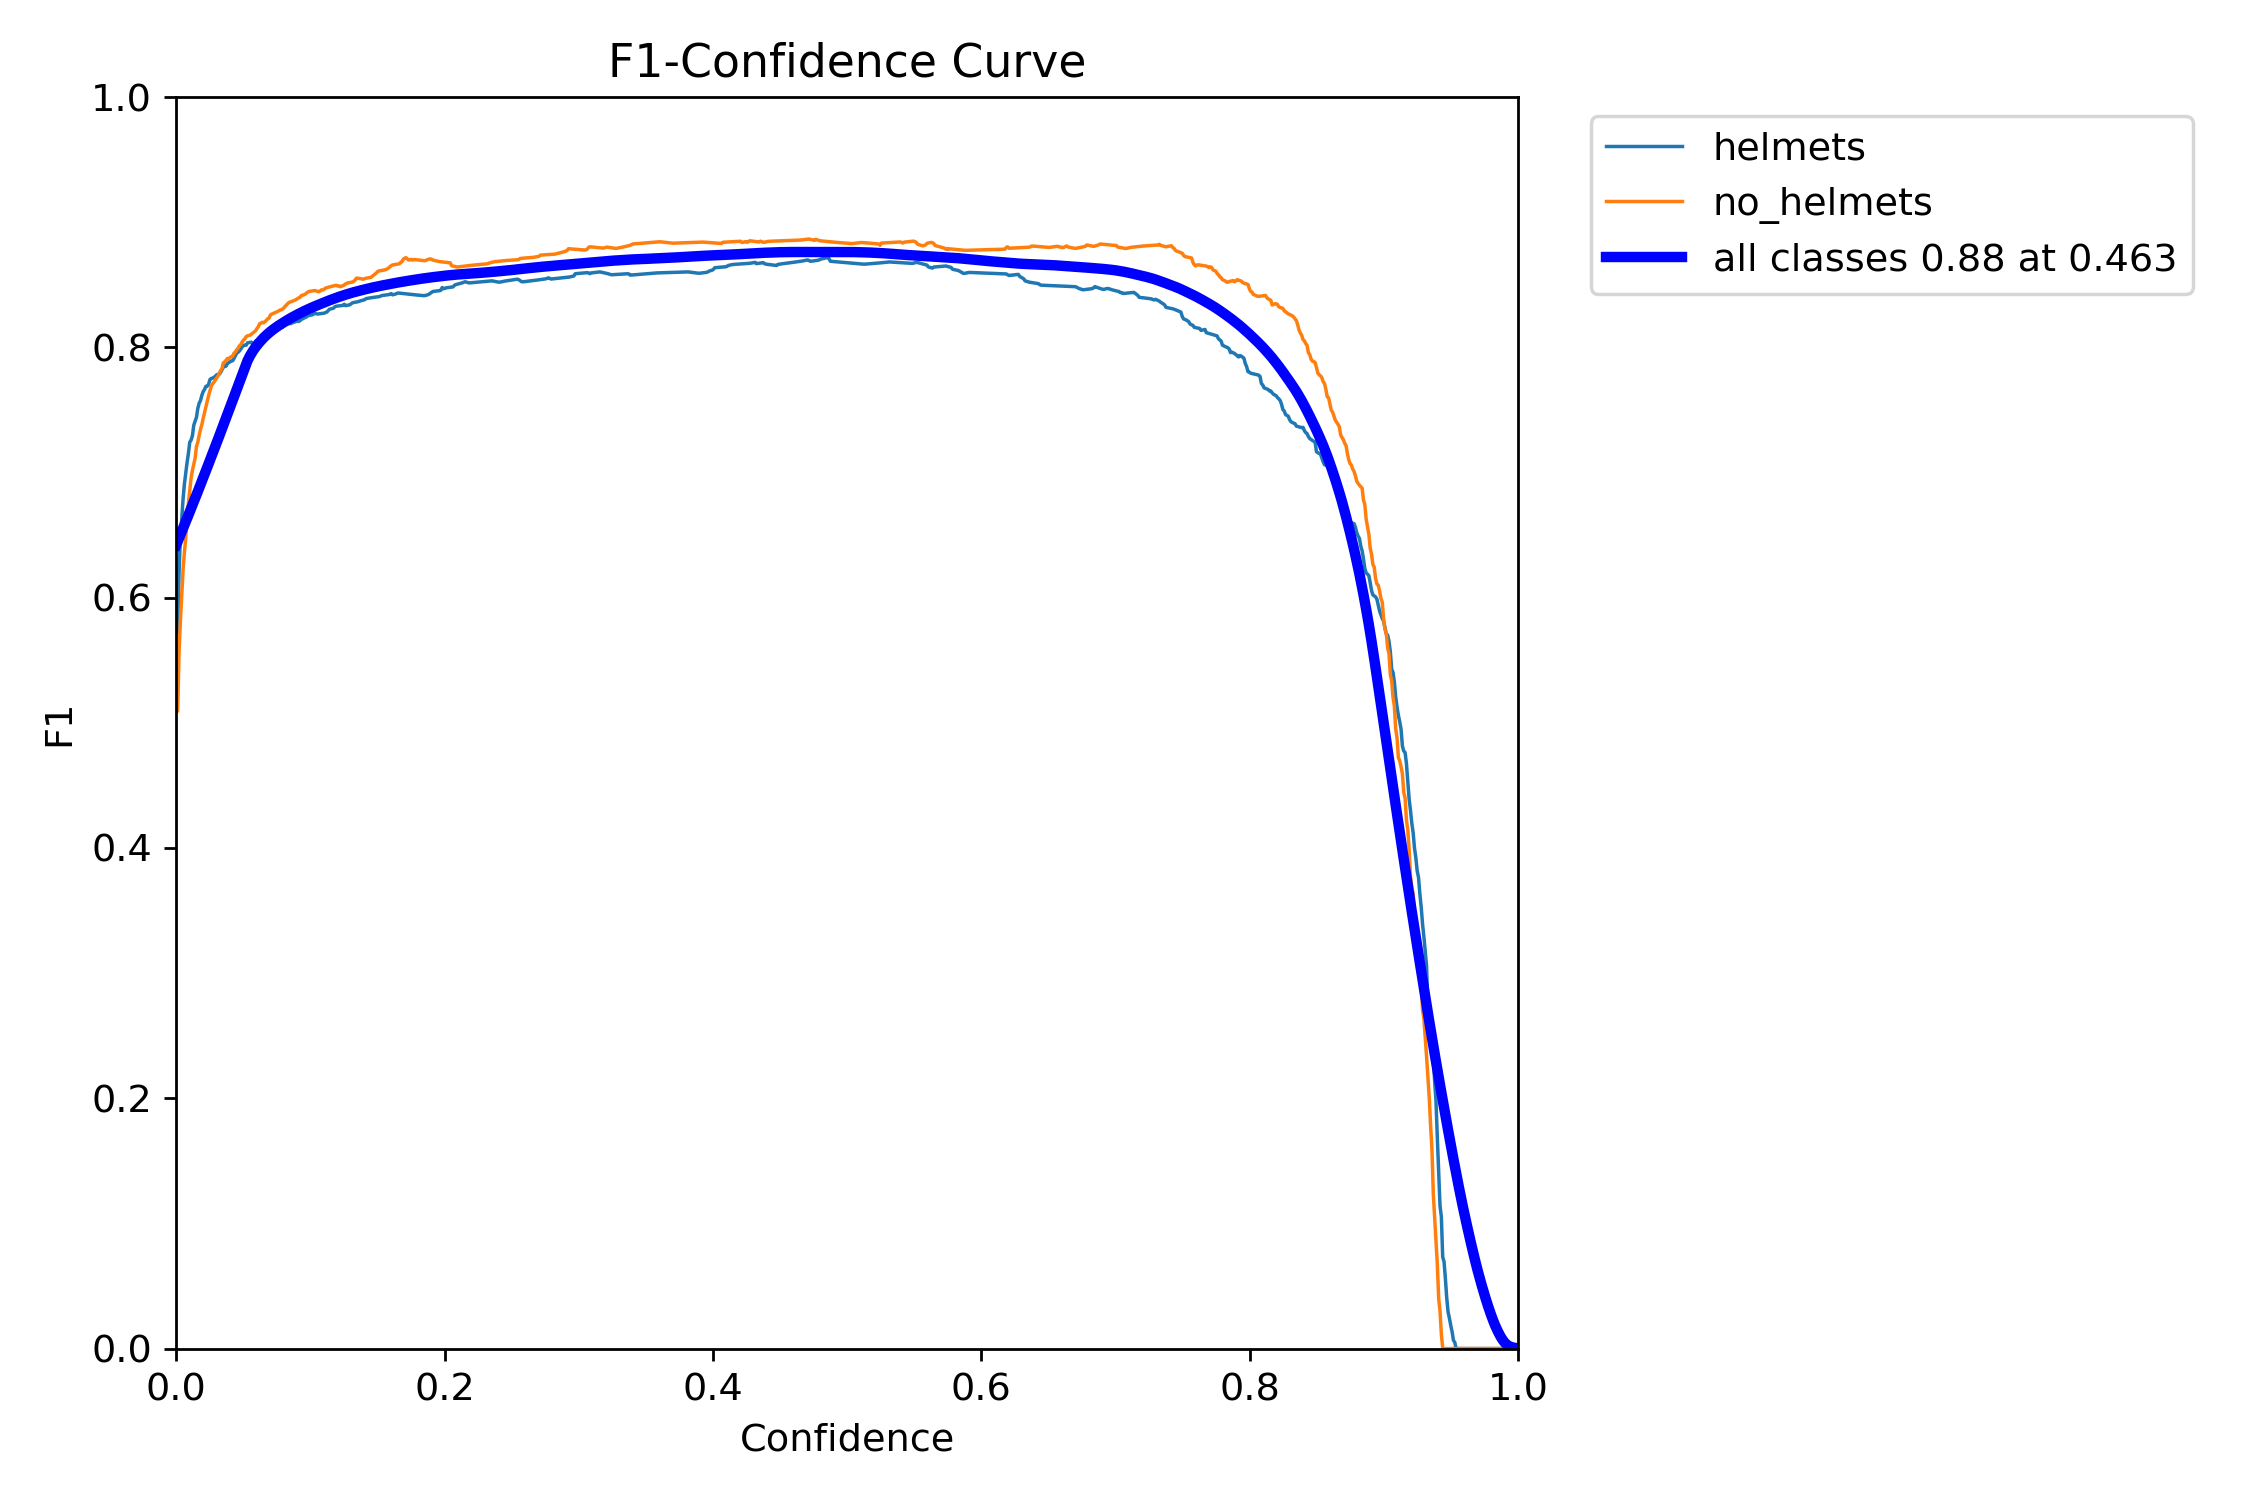 F1-Confidence Curve
1.0
0.8
0.6
0.4
0.2
0.0
F1
0.0 0.2 0.4 0.6 0.8 1.0
Confidence
helmets
no_helmets
all classes 0.88 at 0.463